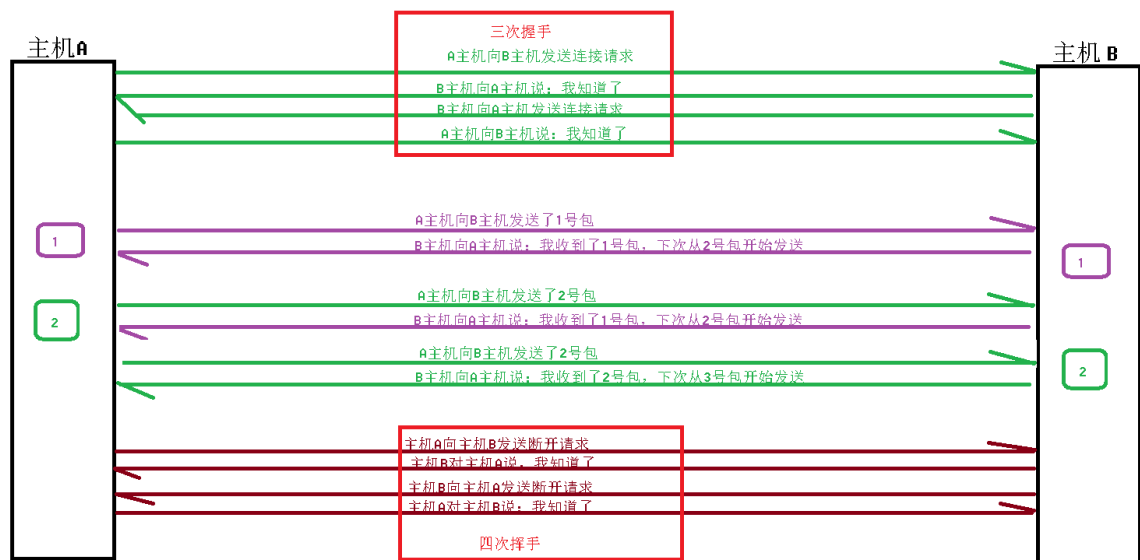 三次握手
主机A
A主机向B主机发送连接请求
主机 B
B主机向A主机说: 我知道了
B主机向A主机发送连接请求
A主机向B主机说: 我知道了
A主机向B主机发送了1号包
1
B主机向A主机说: 我收到了1号包, 下次从2号包开始发送
1
A主机向B主机发送了2号包
2
B主机向A主机说: 我收到了1号包, 下次从2号包开始发送
A主机向B主机发送了2号包
2
B主机向A主机说: 我收到了2号包, 下次从3号包开始发送
主机A向主机B发送断开请求
主机B对主机A说, 我知道了
主机B向主机A发送断开请求
主机A对主机B说: 我知道了
四次挥手